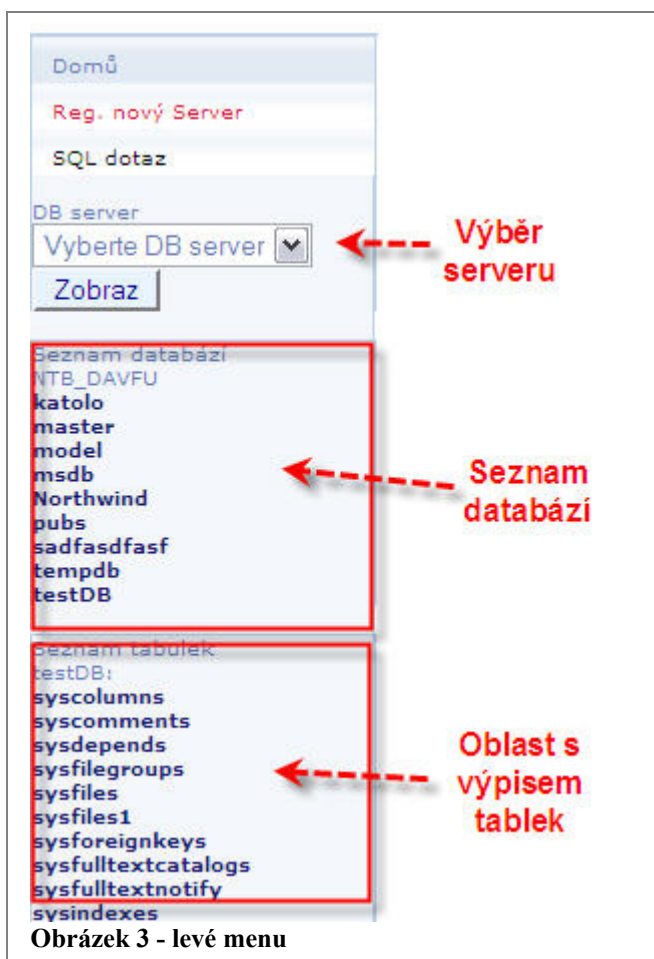 Domů
Reg. nový Server
SQL dotaz
DB server
Vyberte DB server
Zobraz
Výběr
serveru
Seznam databází
NTB_DAVFU
katolo
master
model
msdb
Northwind
pubs
sadfasdfasf
tempdb
testDB
Seznam
databází
Seznam tabulek
testDB:
syscolumns
syscomments
sysdepends
sysfilegroups
sysfiles
sysfiles1
sysforeignkeys
sysfulltextcatalogs
sysfulltextnotify
sysindexes
Oblast s
výpisem
tablek
Obrázek 3 - levé menu